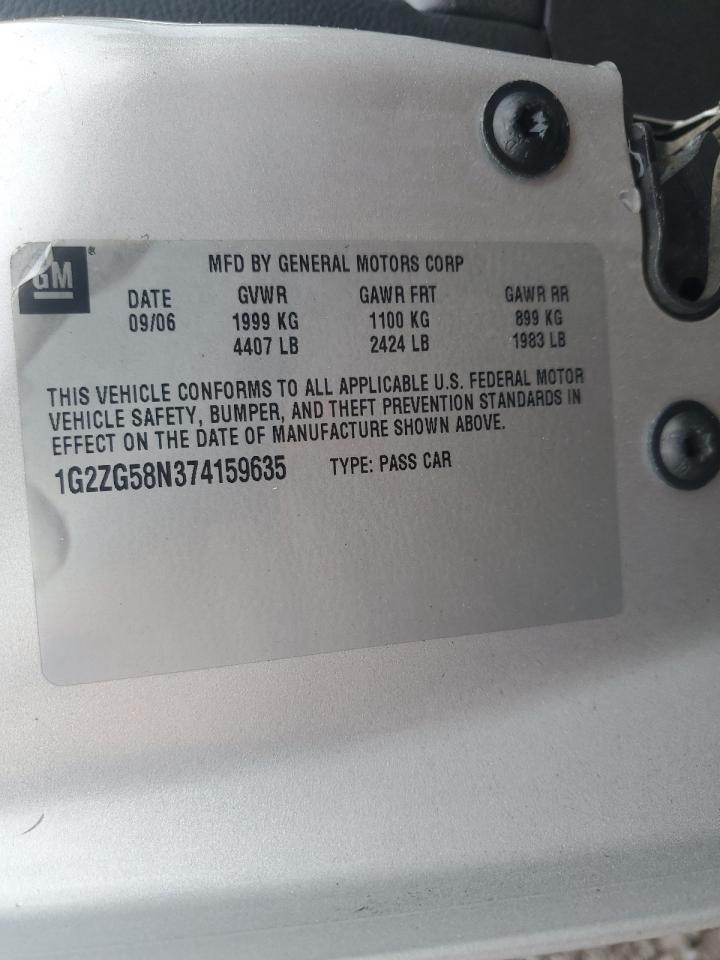 GM®
MFD BY GENERAL MOTORS CORP
DATE GVWR GAWR FRT GAWR RR
09/06 1999 KG 1100 KG 899 KG
4407 LB 2424 LB 1983 LB
THIS VEHICLE CONFORMS TO ALL APPLICABLE U.S. FEDERAL MOTOR
VEHICLE SAFETY, BUMPER, AND THEFT PREVENTION STANDARDS IN
EFFECT ON THE DATE OF MANUFACTURE SHOWN ABOVE.
1G2ZG58N374159635 TYPE: PASS CAR